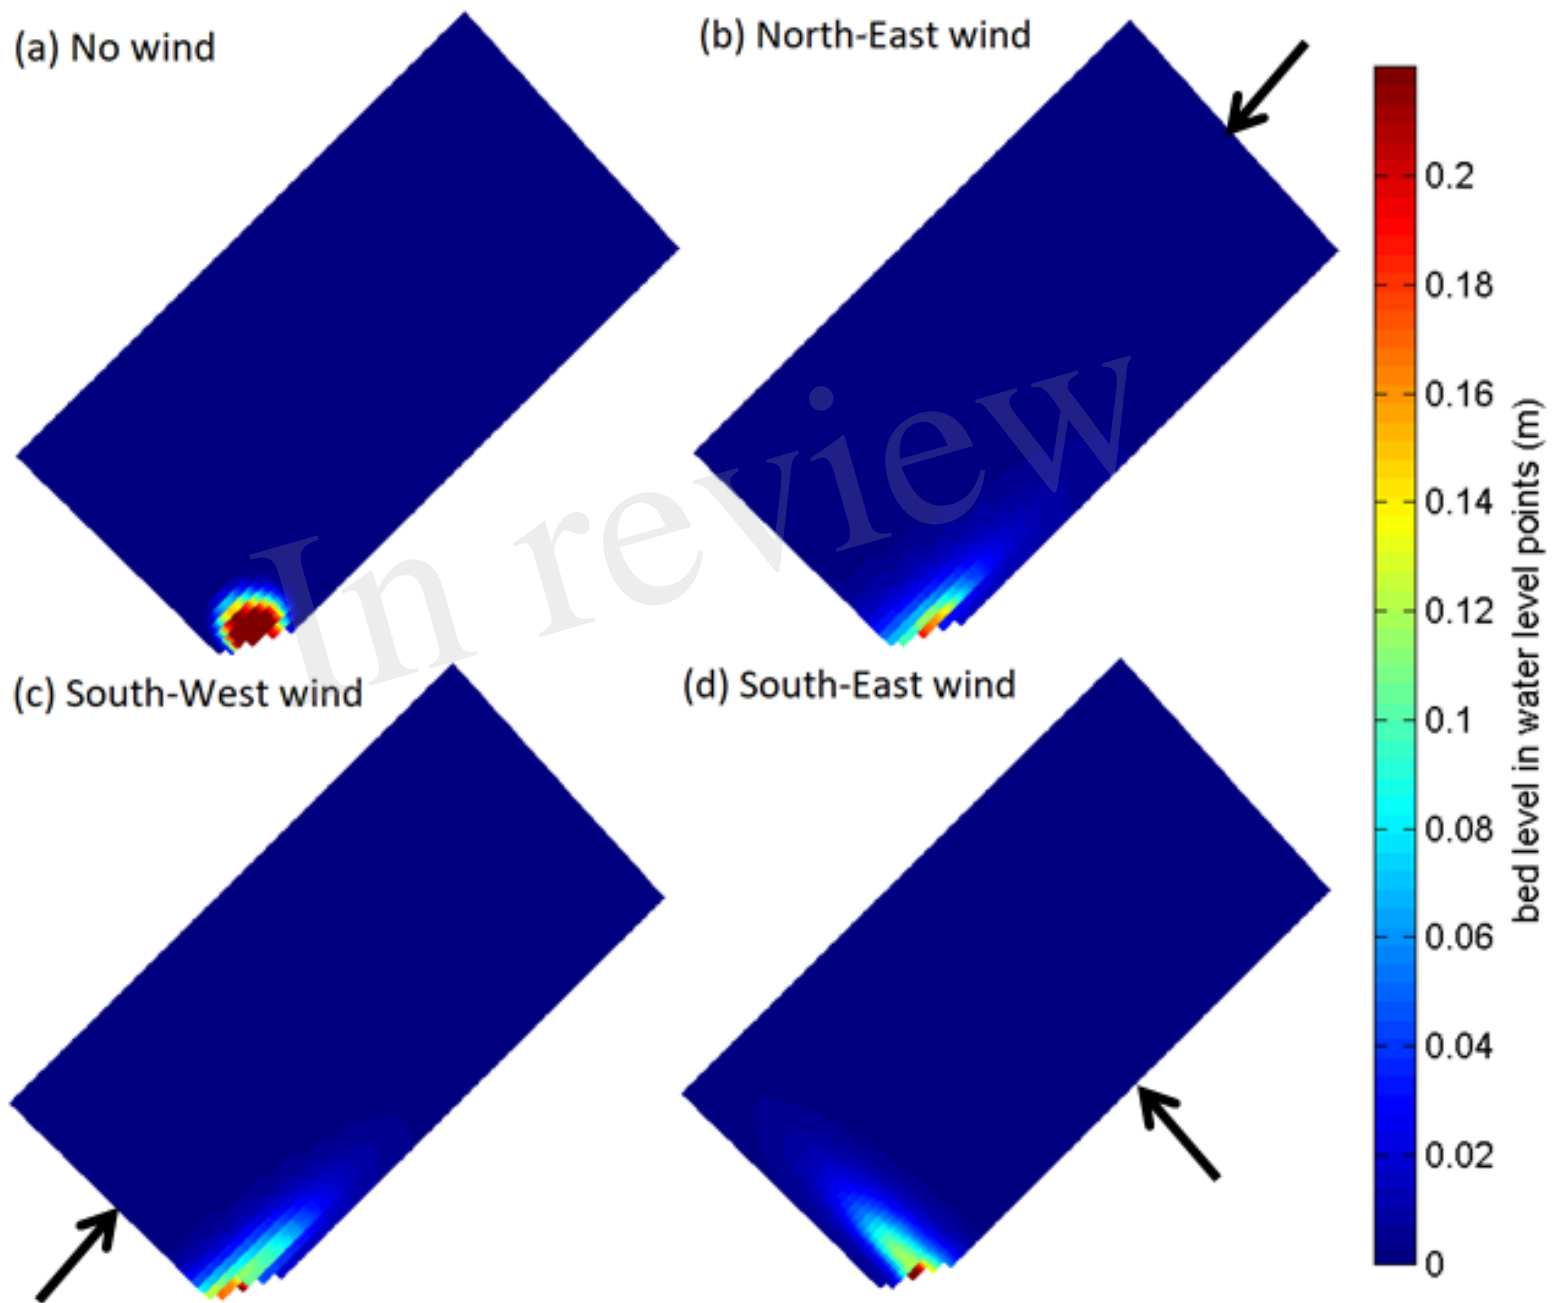 (a) No wind
(b) North-East wind
(c) South-West wind
(d) South-East wind
0.2
0.18
0.16
0.14
0.12
0.1
0.08
0.06
0.04
0.02
0
bed level in water level points (m)
In review